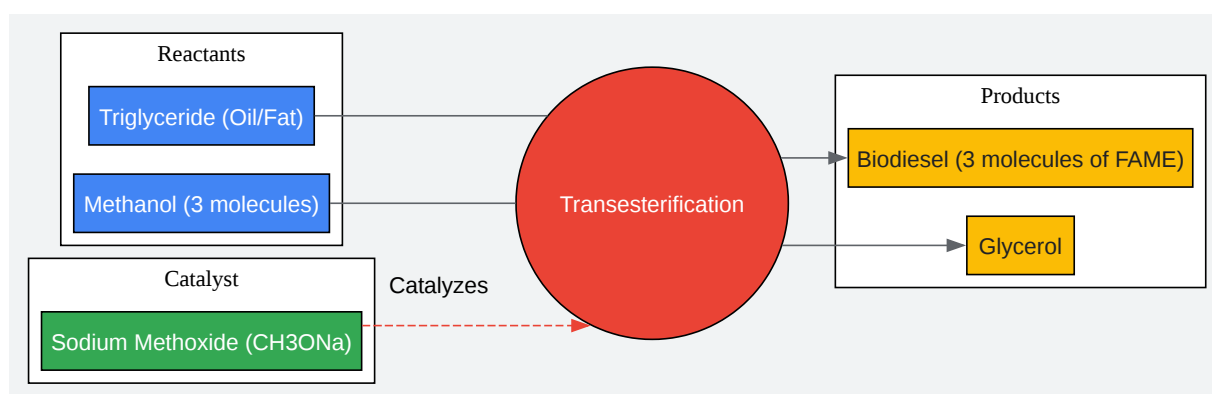 Reactants
Triglyceride (Oil/Fat)
Methanol (3 molecules)
Catalyst
Sodium Methoxide (CH3ONa)
Catalyzes
Transesterification
Products
Biodiesel (3 molecules of FAME)
Glycerol